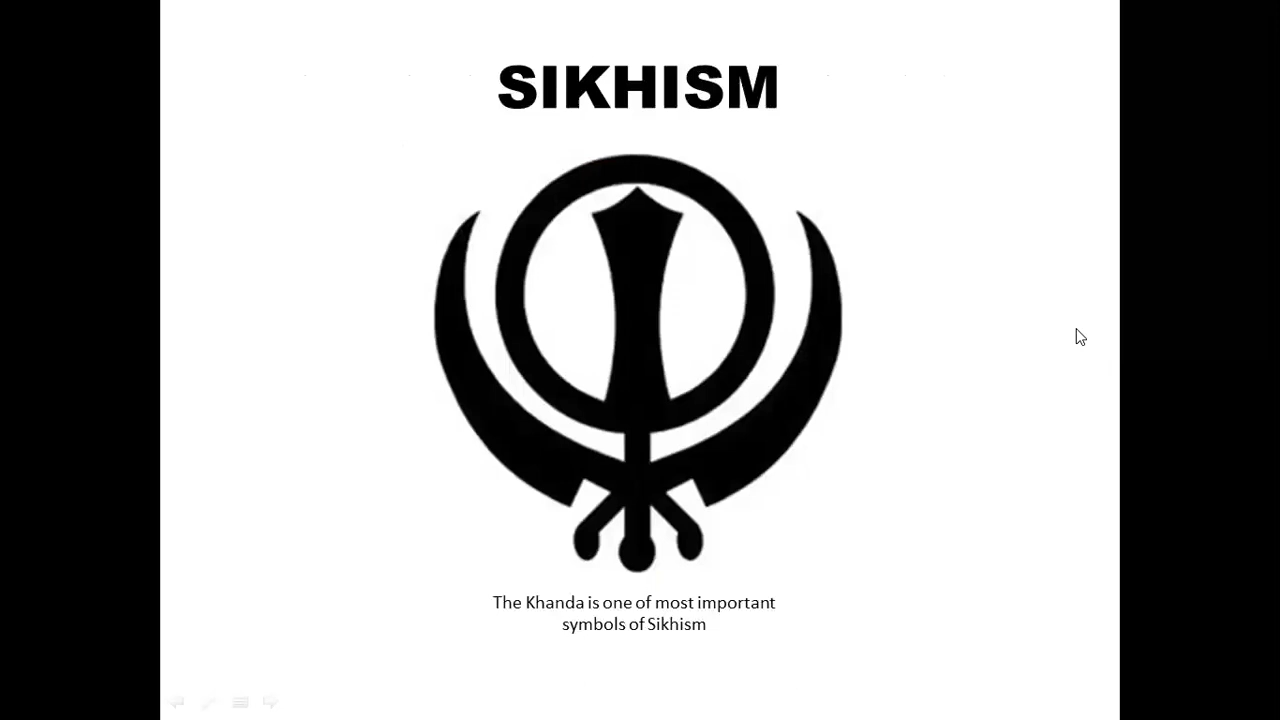 SIKHISM
The Khanda is one of most important
symbols of Sikhism